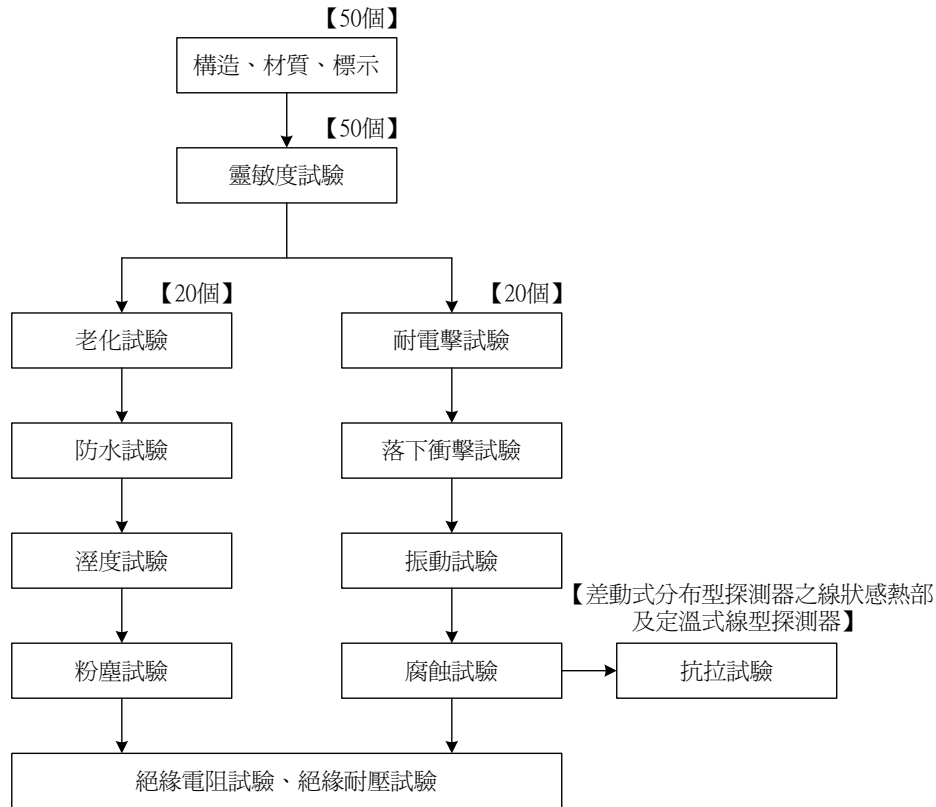 【50個】
構造、材質、標示
【50個】
靈敏度試驗
【20個】
【20個】
老化試驗
耐電擊試驗
防水試驗
落下衝擊試驗
溼度試驗
振動試驗
【差動式分布型探測器之線狀感熱部
及定溫式線型探測器】
粉塵試驗
腐蝕試驗
抗拉試驗
絕緣電阻試驗、絕緣耐壓試驗